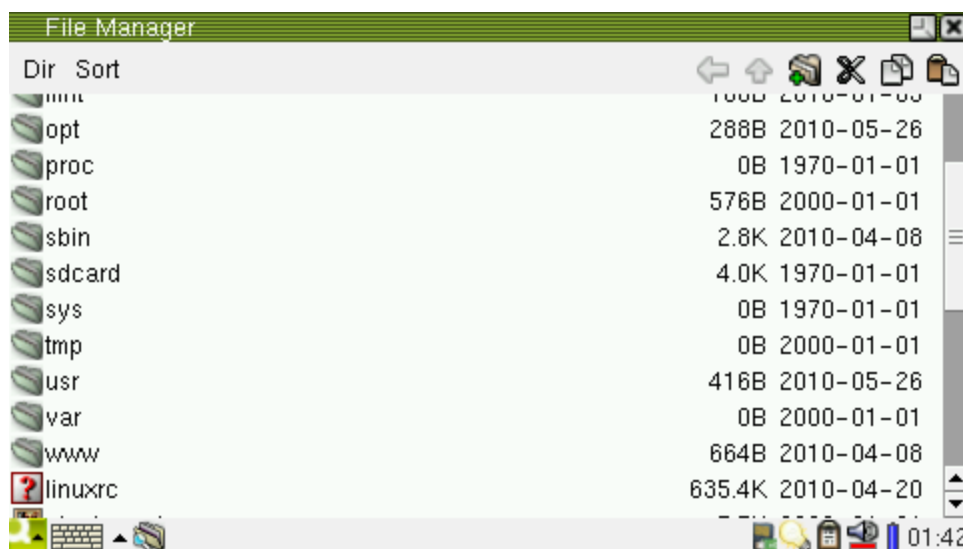 File Manager
Dir Sort
opt 288B 2010-05-26
proc 0B 1970-01-01
root 576B 2000-01-01
sbin 2.8K 2010-04-08
sdcard 4.0K 1970-01-01
sys 0B 1970-01-01
tmp 0B 2000-01-01
usr 416B 2010-05-26
var 0B 2000-01-01
www 664B 2010-04-08
linuxrc 635.4K 2010-04-20
01:42